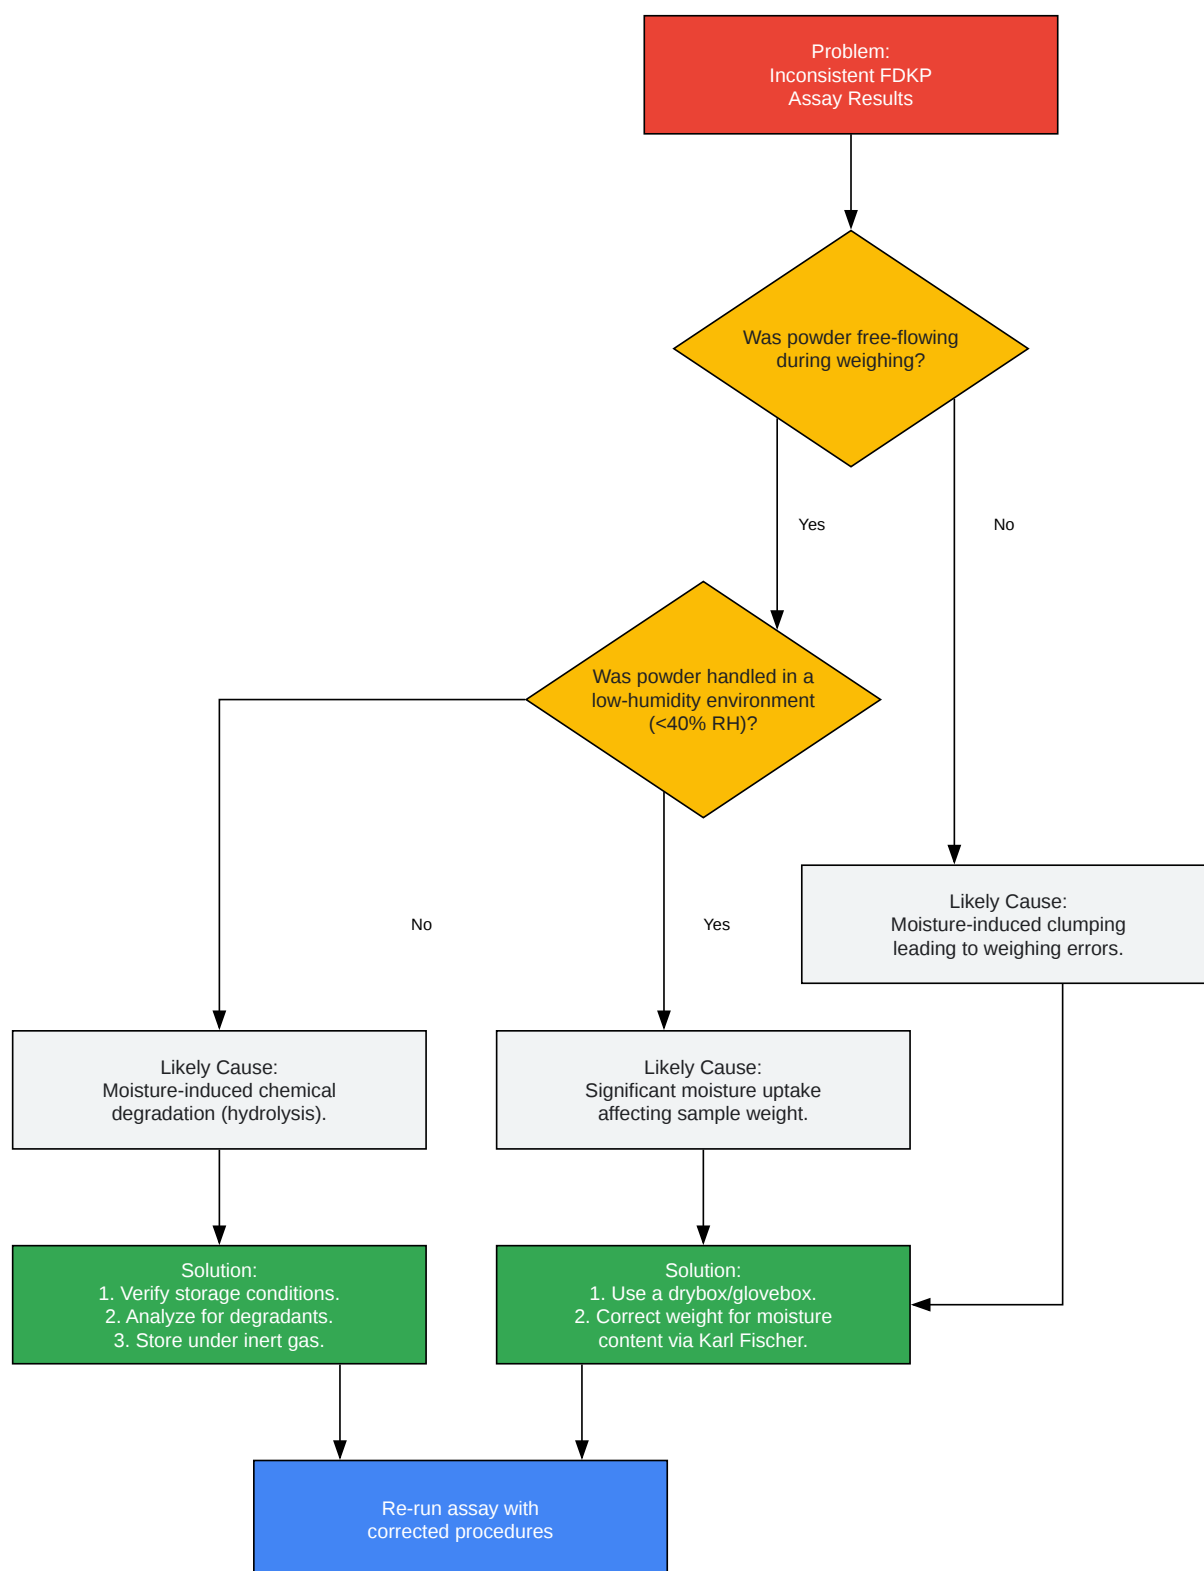 Problem:
Inconsistent FDKP
Assay Results
Was powder free-flowing
during weighing?
Yes
No
Was powder handled in a
low-humidity environment
(<40% RH)?
No
Yes
Likely Cause:
Moisture-induced clumping
leading to weighing errors.
Likely Cause:
Moisture-induced chemical
degradation (hydrolysis).
Likely Cause:
Significant moisture uptake
affecting sample weight.
Solution:
1. Verify storage conditions.
2. Analyze for degradants.
3. Store under inert gas.
Solution:
1. Use a drybox/glovebox.
2. Correct weight for moisture
content via Karl Fischer.
Re-run assay with
corrected procedures